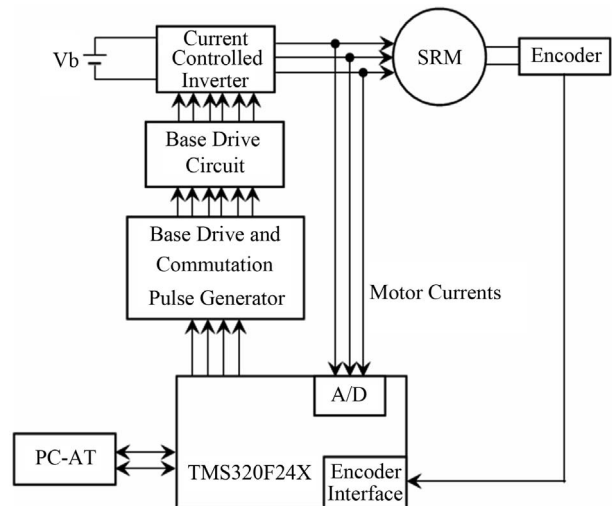 Vb
Current
Controlled
Inverter
SRM
Encoder
Base Drive
Circuit
Base Drive and
Commutation
Pulse Generator
Motor Currents
A/D
PC-AT
TMS320F24X
Encoder
Interface